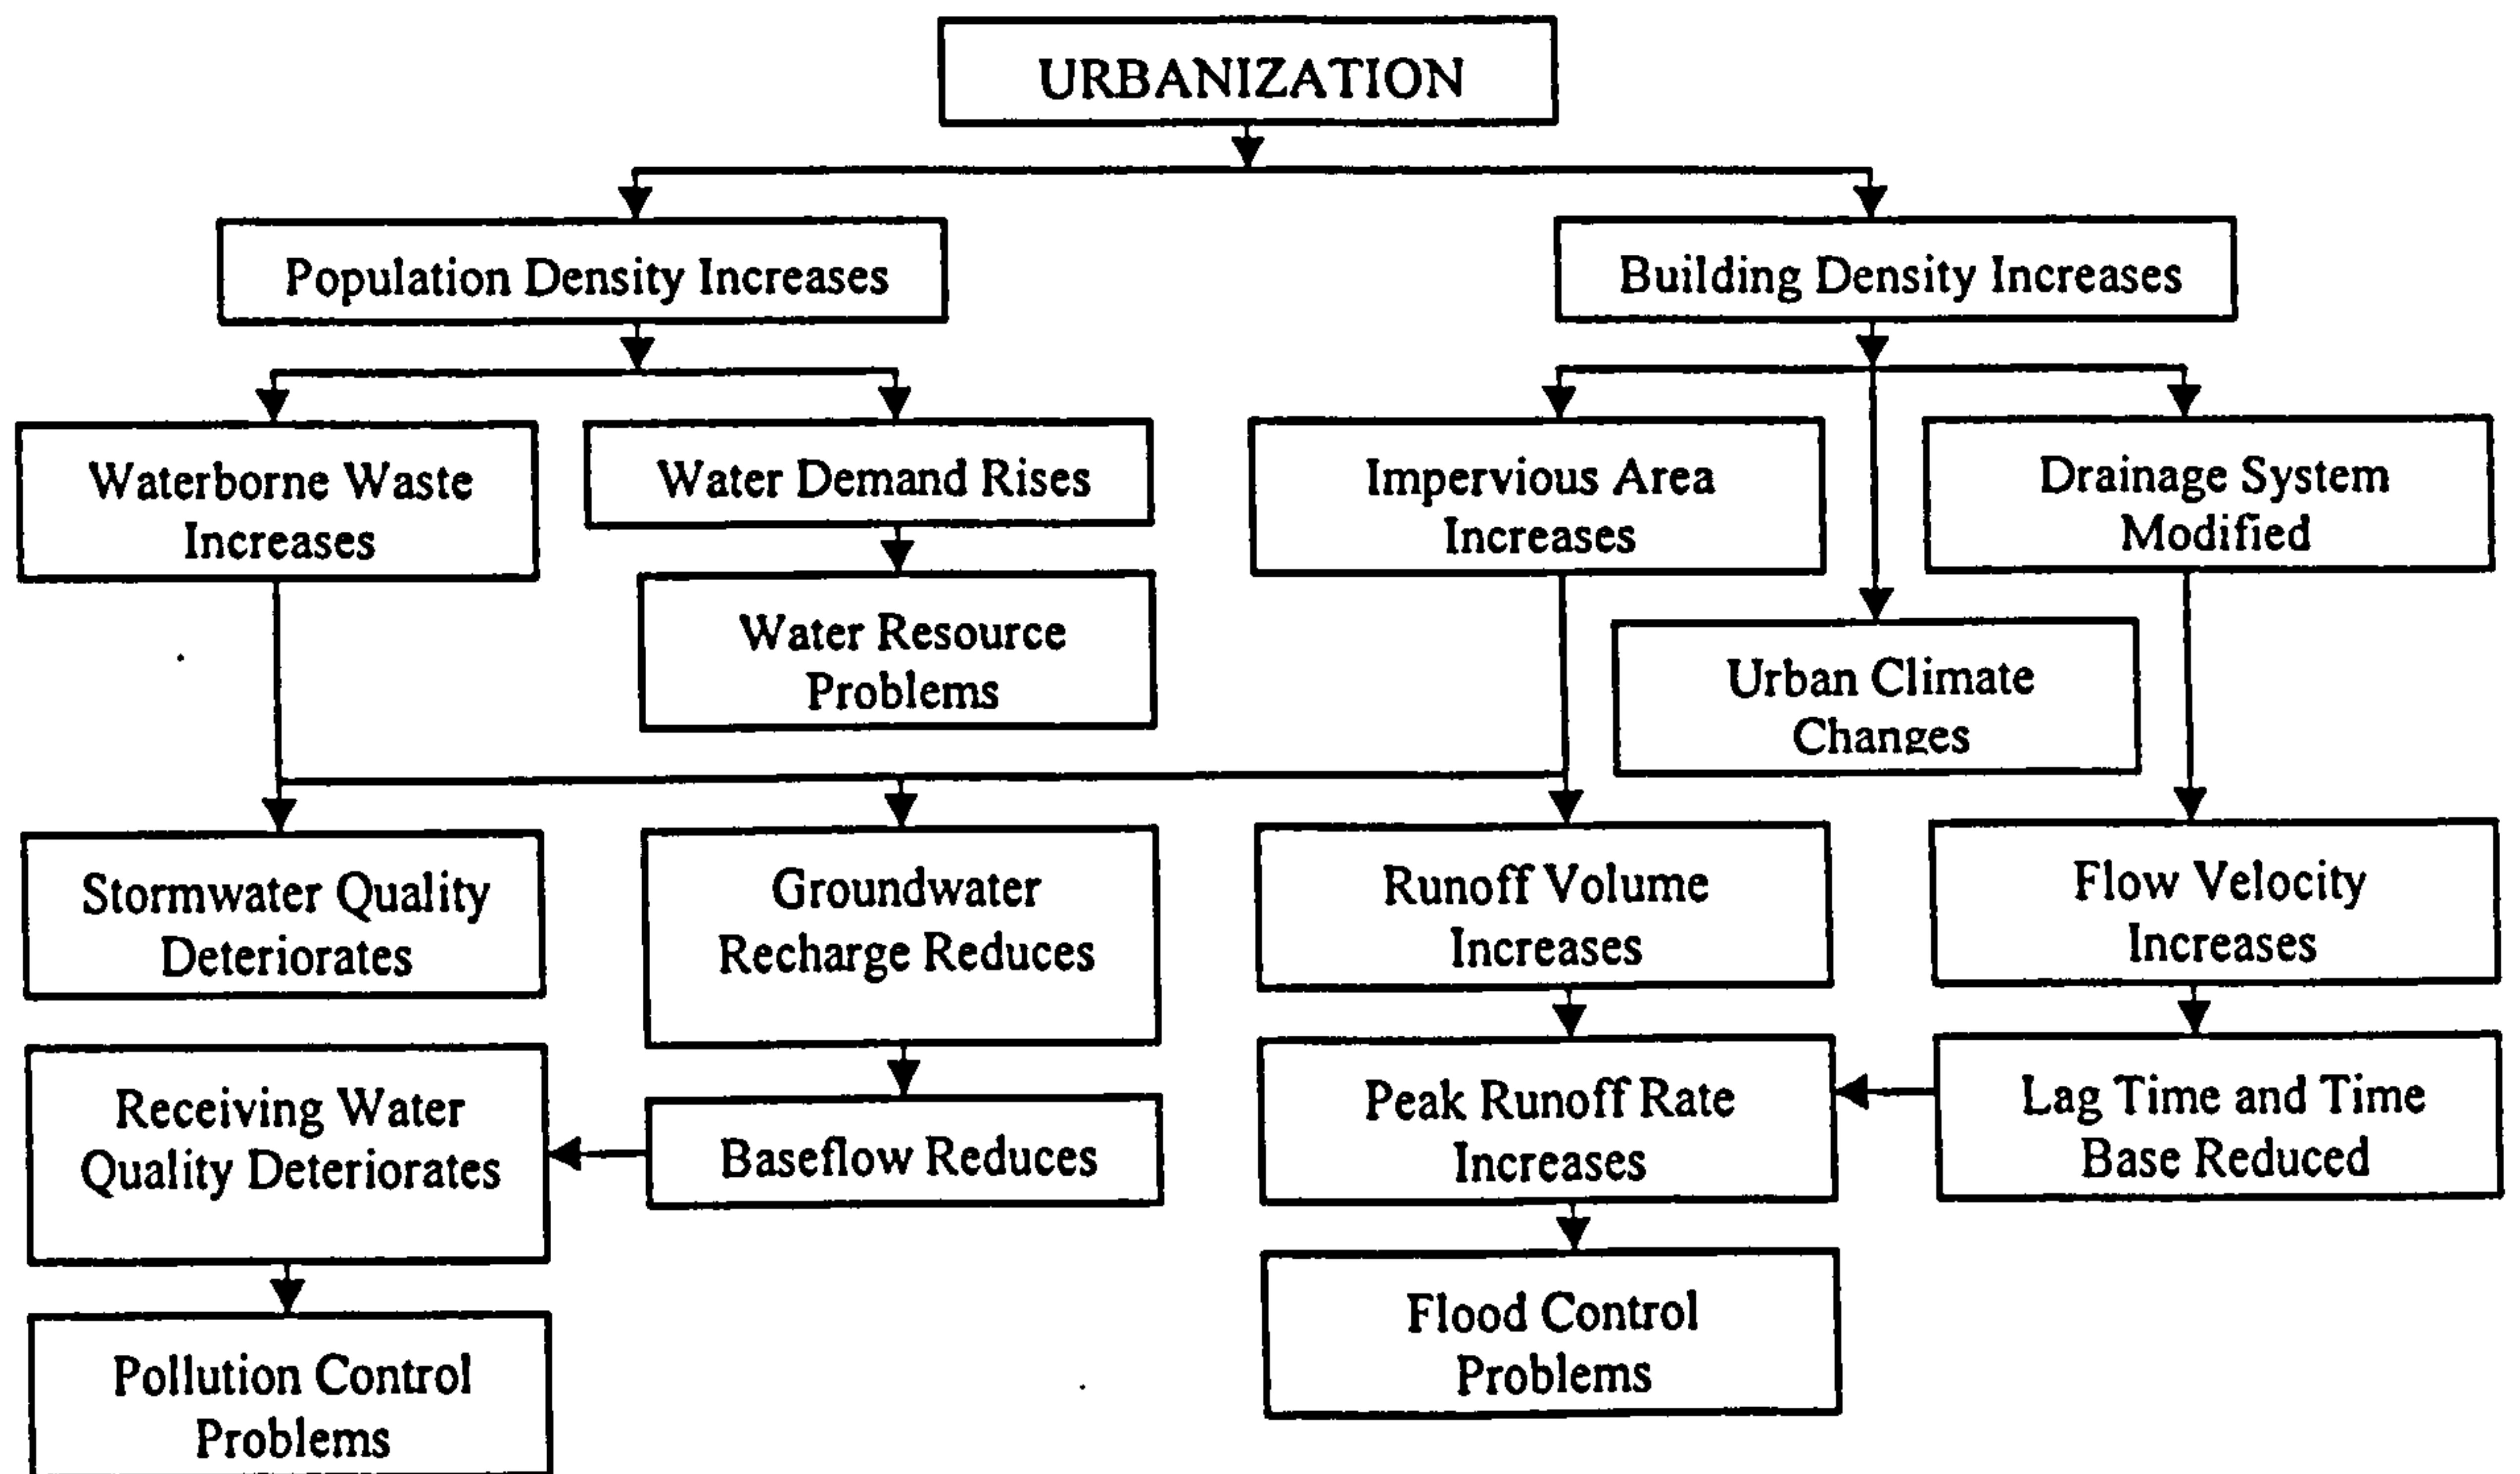 URBANIZATION
Population Density Increases
Building Density Increases
Waterborne Waste
Increases
Water Demand Rises
Impervious Area
Increases
Drainage System
Modified
Water Resource
Problems
Urban Climate
Changes
Stormwater Quality
Deteriorates
Groundwater
Recharge Reduces
Runoff Volume
Increases
Flow Velocity
Increases
Receiving Water
Quality Deteriorates
Baseflow Reduces
Peak Runoff Rate
Increases
Lag Time and Time
Base Reduced
Pollution Control
Problems
Flood Control
Problems